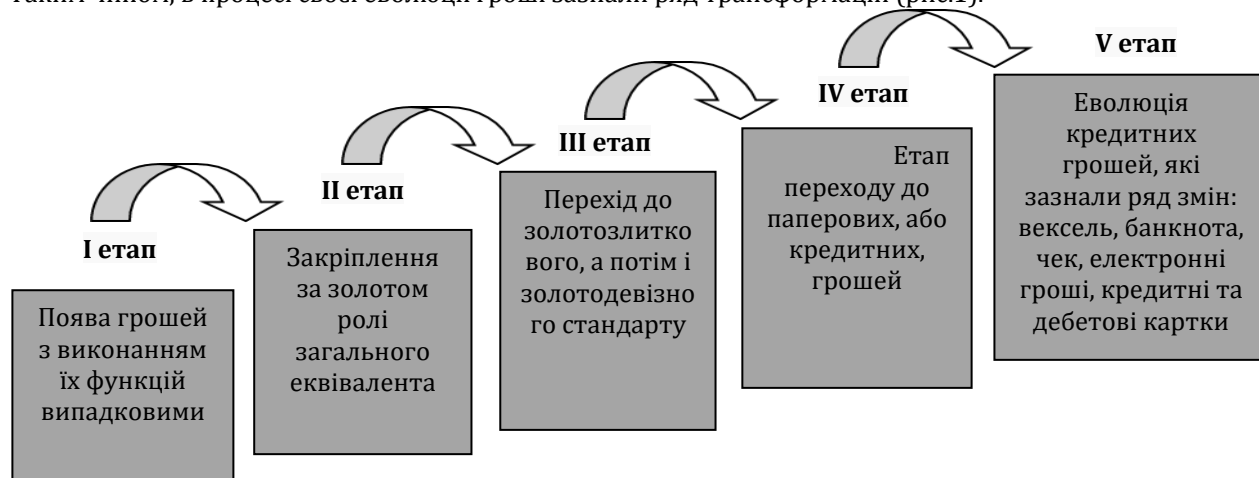 Таким чином, в процесі своєї еволюції гроші зазнали ряд трансформацій (рис.1).
I етап
Поява грошей
з виконанням
їх функцій
випадковими
II етап
Закріплення
за золотом
ролі
загального
еквівалента
III етап
Перехід до
золотозлитко
вого, а потім і
золотодевізно
го стандарту
IV етап
Етап
переходу до
паперових, або
кредитних,
грошей
V етап
Еволюція
кредитних
грошей, які
зазнали ряд змін:
вексель, банкнота,
чек, електронні
гроші, кредитні та
дебетові картки